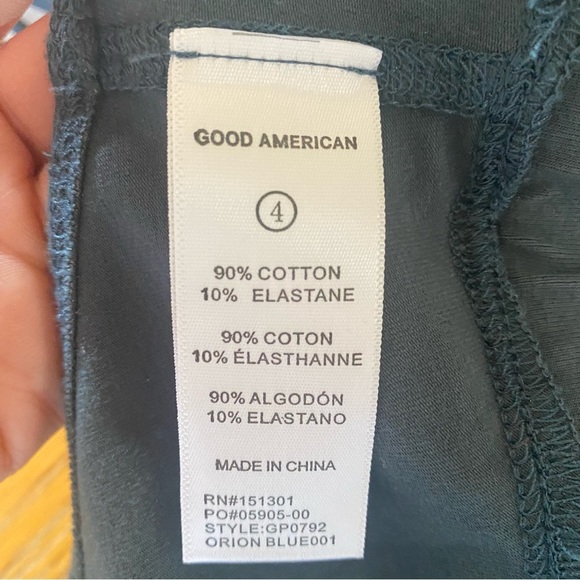 GOOD AMERICAN
4
90% COTTON
10% ELASTANE
90% COTON
10% ÉLASTHANNE
90% ALGODÓN
10% ELASTANO
MADE IN CHINA
RN#151301
PO#05905-00
STYLE:GP0792
ORION BLUE001